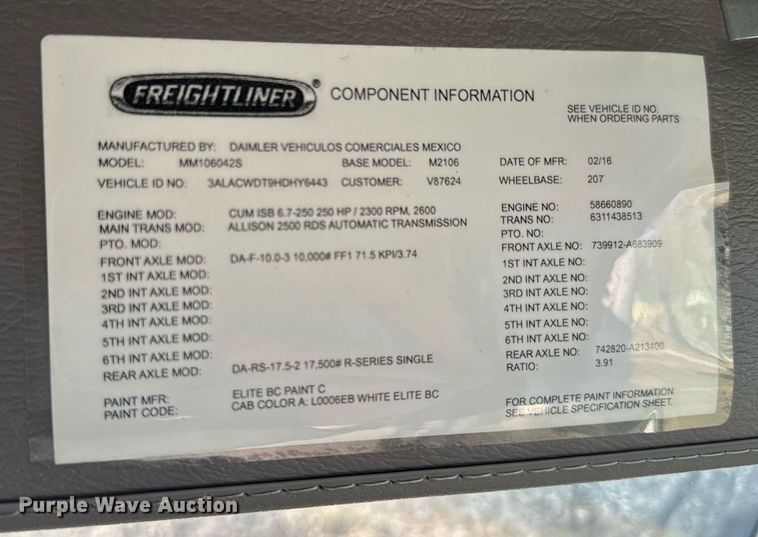 FREIGHTLINER ® COMPONENT INFORMATION
SEE VEHICLE ID NO.
WHEN ORDERING PARTS
MANUFACTURED BY: DAIMLER VEHICULOS COMERCIALES MEXICO
MODEL: MM106042S BASE MODEL: M2106 DATE OF MFR: 02/16
VEHICLE ID NO: 3ALACWDT9HDHY6443 CUSTOMER: V87624 WHEELBASE: 207
ENGINE MOD: CUM ISB 6.7-250 250 HP / 2300 RPM, 2600 ENGINE NO: 58660890
MAIN TRANS MOD: ALLISON 2500 RDS AUTOMATIC TRANSMISSION TRANS NO: 6311438513
PTO. MOD: PTO. NO:
FRONT AXLE MOD: DA-F-10.0-3 10,000# FF1 71.5 KPI/3.74 FRONT AXLE NO: 739912-A683909
1ST INT AXLE MOD: 1ST INT AXLE NO:
2ND INT AXLE MOD: 2ND INT AXLE NO:
3RD INT AXLE MOD: 3RD INT AXLE NO:
4TH INT AXLE MOD: 4TH INT AXLE NO:
5TH INT AXLE MOD: 5TH INT AXLE NO:
6TH INT AXLE MOD: 6TH INT AXLE NO:
REAR AXLE MOD: DA-RS-17.5-2 17,500# R-SERIES SINGLE REAR AXLE NO: 742820-A213400
RATIO: 3.91
PAINT MFR: ELITE BC PAINT C
PAINT CODE: CAB COLOR A: L0006EB WHITE ELITE BC
FOR COMPLETE PAINT INFORMATION
SEE VEHICLE SPECIFICATION SHEET.
Purple Wave Auction